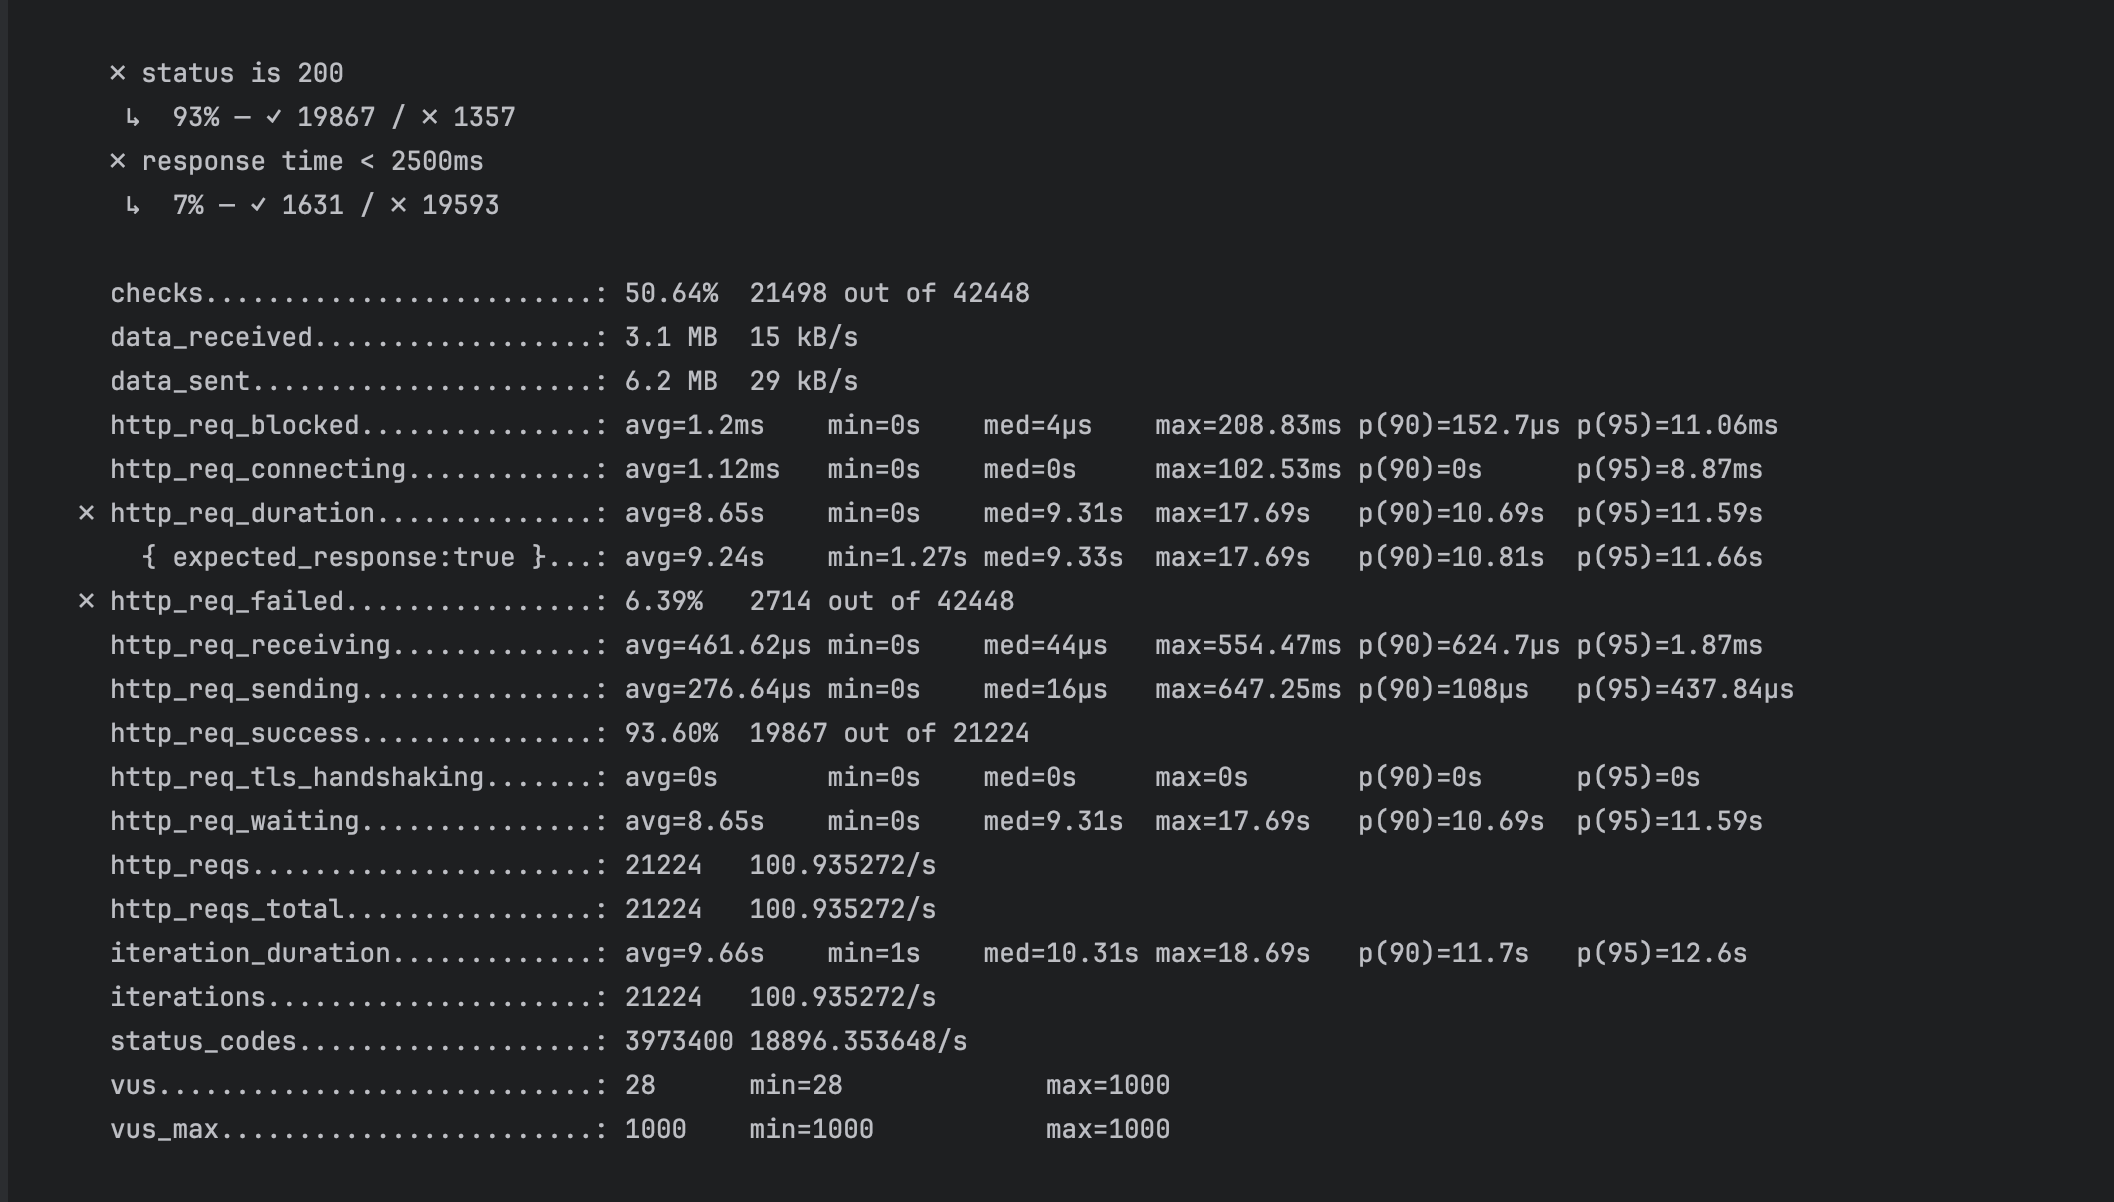 ✗ status is 200
↳  93% — ✓ 19867 / ✗ 1357
✗ response time < 2500ms
↳  7% — ✓ 1631 / ✗ 19593
checks.........................: 50.64%  21498 out of 42448
data_received..................: 3.1 MB  15 kB/s
data_sent......................: 6.2 MB  29 kB/s
http_req_blocked...............: avg=1.2ms    min=0s    med=4µs    max=208.83ms p(90)=152.7µs p(95)=11.06ms
http_req_connecting............: avg=1.12ms   min=0s    med=0s     max=102.53ms p(90)=0s      p(95)=8.87ms
✗ http_req_duration..............: avg=8.65s    min=0s    med=9.31s  max=17.69s   p(90)=10.69s  p(95)=11.59s
{ expected_response:true }...: avg=9.24s    min=1.27s med=9.33s  max=17.69s   p(90)=10.81s  p(95)=11.66s
✗ http_req_failed................: 6.39%   2714 out of 42448
http_req_receiving.............: avg=461.62µs min=0s    med=44µs   max=554.47ms p(90)=624.7µs p(95)=1.87ms
http_req_sending...............: avg=276.64µs min=0s    med=16µs   max=647.25ms p(90)=108µs   p(95)=437.84µs
http_req_success...............: 93.60%  19867 out of 21224
http_req_tls_handshaking.......: avg=0s       min=0s    med=0s     max=0s       p(90)=0s      p(95)=0s
http_req_waiting...............: avg=8.65s    min=0s    med=9.31s  max=17.69s   p(90)=10.69s  p(95)=11.59s
http_reqs......................: 21224   100.935272/s
http_reqs_total................: 21224   100.935272/s
iteration_duration.............: avg=9.66s    min=1s    med=10.31s max=18.69s   p(90)=11.7s   p(95)=12.6s
iterations.....................: 21224   100.935272/s
status_codes...................: 3973400 18896.353648/s
vus............................: 28      min=28             max=1000
vus_max........................: 1000    min=1000           max=1000